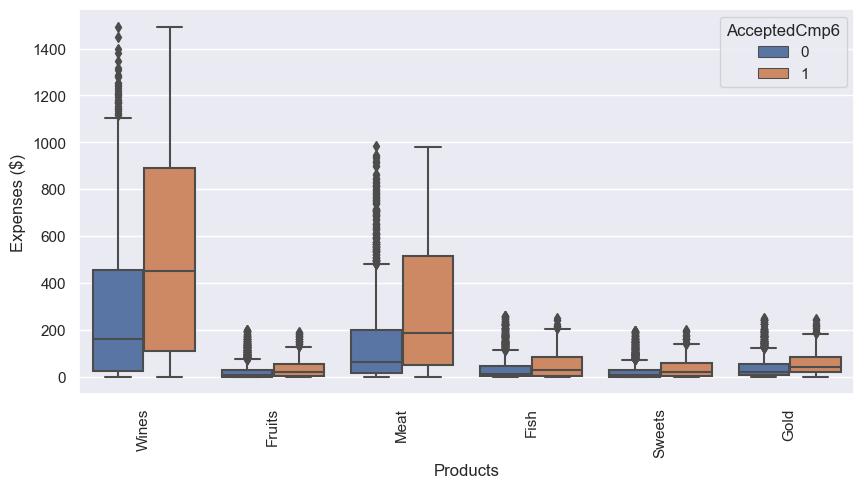 AcceptedCmp6
0
1
Expenses ($)
1400
1200
1000
800
600
400
200
0
Wines
Fruits
Meat
Fish
Sweets
Gold
Products